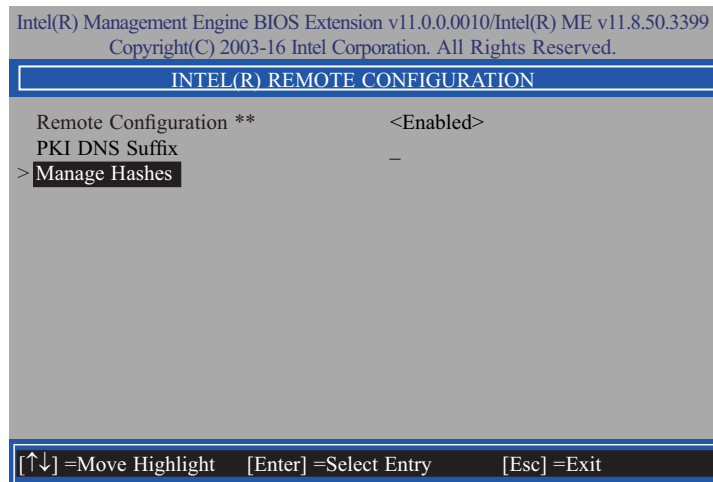 Intel(R) Management Engine BIOS Extension v11.0.0.0010/Intel(R) ME v11.8.50.3399
Copyright(C) 2003-16 Intel Corporation. All Rights Reserved.
INTEL(R) REMOTE CONFIGURATION
Remote Configuration ** <Enabled>
PKI DNS Suffix _
> Manage Hashes
[↑↓] =Move Highlight [Enter] =Select Entry [Esc] =Exit